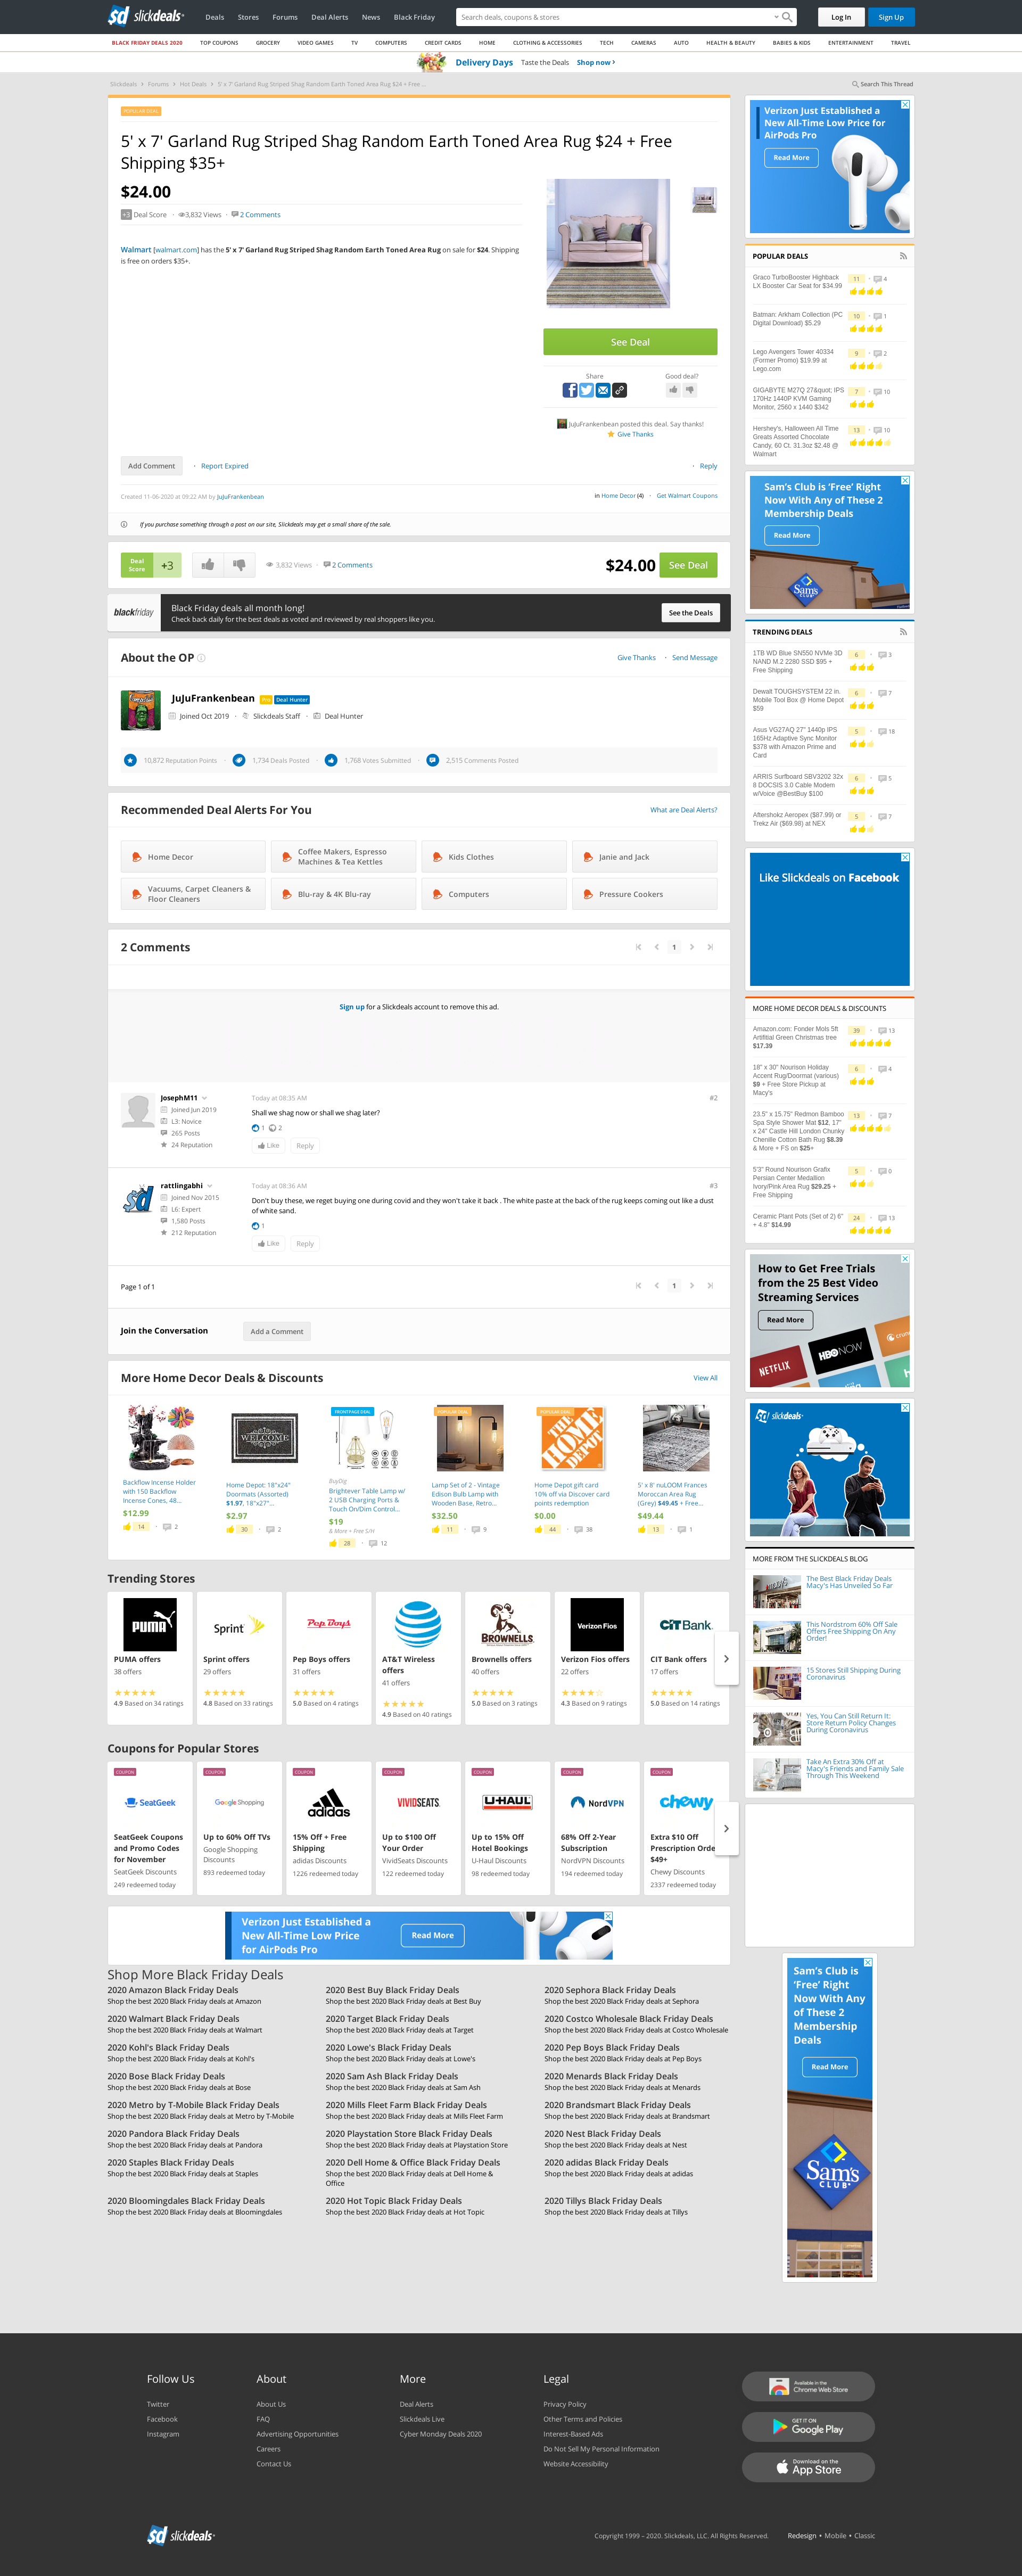 slickdeals
Deals
Stores
Forums
Deal Alerts
News
Black Friday
Search deals, coupons & stores
Log In
Sign Up
BLACK FRIDAY DEALS 2020
TOP COUPONS
GROCERY
VIDEO GAMES
TV
COMPUTERS
CREDIT CARDS
HOME
CLOTHING & ACCESSORIES
TECH
CAMERAS
AUTO
HEALTH & BEAUTY
BABIES & KIDS
ENTERTAINMENT
TRAVEL
Delivery Days Taste the Deals Shop now
Slickdeals > Forums > Hot Deals > 5' x 7' Garland Rug Striped Shag Random Earth Toned Area Rug $24 + Free ...
Search This Thread
POPULAR DEAL
5' x 7' Garland Rug Striped Shag Random Earth Toned Area Rug $24 + Free
Shipping $35+
$24.00
+3 Deal Score · 3,832 Views · 2 Comments
Walmart [walmart.com] has the 5' x 7' Garland Rug Striped Shag Random Earth Toned Area Rug on sale for $24. Shipping
is free on orders $35+.
See Deal
Share
Good deal?
JuJuFrankenbean posted this deal. Say thanks!
Give Thanks
Add Comment · Report Expired
· Reply
Created 11-06-2020 at 09:22 AM by JuJuFrankenbean
in Home Decor (4) · Get Walmart Coupons
If you purchase something through a post on our site, Slickdeals may get a small share of the sale.
Deal
Score
+3
3,832 Views · 2 Comments
$24.00
See Deal
blackfriday
Black Friday deals all month long!
Check back daily for the best deals as voted and reviewed by real shoppers like you.
See the Deals
About the OP
Give Thanks · Send Message
JuJuFrankenbean Pro Deal Hunter
Joined Oct 2019 · Slickdeals Staff · Deal Hunter
10,872 Reputation Points · 1,734 Deals Posted · 1,768 Votes Submitted · 2,515 Comments Posted
Recommended Deal Alerts For You
What are Deal Alerts?
Home Decor
Coffee Makers, Espresso
Machines & Tea Kettles
Kids Clothes
Janie and Jack
Vacuums, Carpet Cleaners &
Floor Cleaners
Blu-ray & 4K Blu-ray
Computers
Pressure Cookers
2 Comments
1
Sign up for a Slickdeals account to remove this ad.
JosephM11
Joined Jun 2019
L3: Novice
265 Posts
24 Reputation
Today at 08:35 AM
#2
Shall we shag now or shall we shag later?
1 2
Like
Reply
rattlingabhi
Joined Nov 2015
L6: Expert
1,580 Posts
212 Reputation
Today at 08:36 AM
#3
Don't buy these, we reget buying one during covid and they won't take it back . The white paste at the back of the rug keeps coming out like a dust
of white sand.
1
Like
Reply
Page 1 of 1
1
Join the Conversation
Add a Comment
More Home Decor Deals & Discounts
View All
Backflow Incense Holder
with 150 Backflow
Incense Cones, 48...
$12.99
14 · 2
WELCOME
Home Depot: 18"x24"
Doormats (Assorted)
$1.97, 18"x27"...
$2.97
30 · 2
FRONTPAGE DEAL
BuyDig
Brightever Table Lamp w/
2 USB Charging Ports &
Touch On/Dim Control...
$19
& More + Free S/H
28 · 12
POPULAR DEAL
Lamp Set of 2 - Vintage
Edison Bulb Lamp with
Wooden Base, Retro...
$32.50
11 · 9
POPULAR DEAL
THE HOME DEPOT
Home Depot gift card
10% off via Discover card
points redemption
$0.00
44 · 38
5' x 8' nuLOOM Frances
Moroccan Area Rug
(Grey) $49.45 + Free...
$49.44
13 · 1
Trending Stores
PUMA
PUMA offers
38 offers
4.9 Based on 34 ratings
Sprint
Sprint offers
29 offers
4.8 Based on 33 ratings
Pep Boys
Pep Boys offers
31 offers
5.0 Based on 4 ratings
AT&T Wireless
offers
41 offers
4.9 Based on 40 ratings
BROWNELLS
Brownells offers
40 offers
5.0 Based on 3 ratings
Verizon Fios
Verizon Fios offers
22 offers
4.3 Based on 9 ratings
CIT Bank
CIT Bank offers
17 offers
5.0 Based on 14 ratings
Coupons for Popular Stores
COUPON
SeatGeek
SeatGeek Coupons
and Promo Codes
for November
SeatGeek Discounts
249 redeemed today
COUPON
Google Shopping
Up to 60% Off TVs
Google Shopping
Discounts
893 redeemed today
COUPON
adidas
15% Off + Free
Shipping
adidas Discounts
1226 redeemed today
COUPON
VIVIDSEATS
Up to $100 Off
Your Order
VividSeats Discounts
122 redeemed today
COUPON
U-HAUL
Up to 15% Off
Hotel Bookings
U-Haul Discounts
98 redeemed today
COUPON
NordVPN
68% Off 2-Year
Subscription
NordVPN Discounts
194 redeemed today
COUPON
chewy
Extra $10 Off
Prescription Orde
$49+
Chewy Discounts
2337 redeemed today
Verizon Just Established a
New All-Time Low Price
for AirPods Pro
Read More
Shop More Black Friday Deals
2020 Amazon Black Friday Deals
Shop the best 2020 Black Friday deals at Amazon
2020 Best Buy Black Friday Deals
Shop the best 2020 Black Friday deals at Best Buy
2020 Sephora Black Friday Deals
Shop the best 2020 Black Friday deals at Sephora
2020 Walmart Black Friday Deals
Shop the best 2020 Black Friday deals at Walmart
2020 Target Black Friday Deals
Shop the best 2020 Black Friday deals at Target
2020 Costco Wholesale Black Friday Deals
Shop the best 2020 Black Friday deals at Costco Wholesale
2020 Kohl's Black Friday Deals
Shop the best 2020 Black Friday deals at Kohl's
2020 Lowe's Black Friday Deals
Shop the best 2020 Black Friday deals at Lowe's
2020 Pep Boys Black Friday Deals
Shop the best 2020 Black Friday deals at Pep Boys
2020 Bose Black Friday Deals
Shop the best 2020 Black Friday deals at Bose
2020 Sam Ash Black Friday Deals
Shop the best 2020 Black Friday deals at Sam Ash
2020 Menards Black Friday Deals
Shop the best 2020 Black Friday deals at Menards
2020 Metro by T-Mobile Black Friday Deals
Shop the best 2020 Black Friday deals at Metro by T-Mobile
2020 Mills Fleet Farm Black Friday Deals
Shop the best 2020 Black Friday deals at Mills Fleet Farm
2020 Brandsmart Black Friday Deals
Shop the best 2020 Black Friday deals at Brandsmart
2020 Pandora Black Friday Deals
Shop the best 2020 Black Friday deals at Pandora
2020 Playstation Store Black Friday Deals
Shop the best 2020 Black Friday deals at Playstation Store
2020 Nest Black Friday Deals
Shop the best 2020 Black Friday deals at Nest
2020 Staples Black Friday Deals
Shop the best 2020 Black Friday deals at Staples
2020 Dell Home & Office Black Friday Deals
Shop the best 2020 Black Friday deals at Dell Home &
Office
2020 adidas Black Friday Deals
Shop the best 2020 Black Friday deals at adidas
2020 Bloomingdales Black Friday Deals
Shop the best 2020 Black Friday deals at Bloomingdales
2020 Hot Topic Black Friday Deals
Shop the best 2020 Black Friday deals at Hot Topic
2020 Tillys Black Friday Deals
Shop the best 2020 Black Friday deals at Tillys
Verizon Just Established a
New All-Time Low Price for
AirPods Pro
Read More
POPULAR DEALS
Graco TurboBooster Highback
LX Booster Car Seat for $34.99
11 · 4
Batman: Arkham Collection (PC
Digital Download) $5.29
10 · 1
Lego Avengers Tower 40334
(Former Promo) $19.99 at
Lego.com
9 · 2
GIGABYTE M27Q 27&quot; IPS
170Hz 1440P KVM Gaming
Monitor, 2560 x 1440 $342
7 · 10
Hershey's, Halloween All Time
Greats Assorted Chocolate
Candy, 60 Ct. 31.3oz $2.48 @
Walmart
13 · 10
Sam's Club is 'Free' Right
Now With Any of These 2
Membership Deals
Read More
Sam's CLUB
TRENDING DEALS
1TB WD Blue SN550 NVMe 3D
NAND M.2 2280 SSD $95 +
Free Shipping
6 · 3
Dewalt TOUGHSYSTEM 22 in.
Mobile Tool Box @ Home Depot
$59
6 · 7
Asus VG27AQ 27" 1440p IPS
165Hz Adaptive Sync Monitor
$378 with Amazon Prime and
Card
5 · 18
ARRIS Surfboard SBV3202 32x
8 DOCSIS 3.0 Cable Modem
w/Voice @BestBuy $100
6 · 5
Aftershokz Aeropex ($87.99) or
Trekz Air ($69.98) at NEX
5 · 7
Like Slickdeals on Facebook
MORE HOME DECOR DEALS & DISCOUNTS
Amazon.com: Fonder Mols 5ft
Artifitial Green Christmas tree
$17.39
39 · 13
18" x 30" Nourison Holiday
Accent Rug/Doormat (various)
$9 + Free Store Pickup at
Macy's
6 · 4
23.5" x 15.75" Redmon Bamboo
Spa Style Shower Mat $12, 17"
x 24" Castle Hill London Chunky
Chenille Cotton Bath Rug $8.39
& More + FS on $25+
13 · 7
5'3" Round Nourison Grafix
Persian Center Medallion
Ivory/Pink Area Rug $29.25 +
Free Shipping
5 · 0
Ceramic Plant Pots (Set of 2) 6"
+ 4.8" $14.99
24 · 13
How to Get Free Trials
from the 25 Best Video
Streaming Services
Read More
NETFLIX
HBO NOW
crunchy
slickdeals
MORE FROM THE SLICKDEALS BLOG
The Best Black Friday Deals
Macy's Has Unveiled So Far
This Nordstrom 60% Off Sale
Offers Free Shipping On Any
Order!
15 Stores Still Shipping During
Coronavirus
Yes, You Can Still Return It:
Store Return Policy Changes
During Coronavirus
Take An Extra 30% Off at
Macy's Friends and Family Sale
Through This Weekend
Sam's Club is
'Free' Right
Now With Any
of These 2
Membership
Deals
Read More
Sam's
CLUB
Follow Us
Twitter
Facebook
Instagram
About
About Us
FAQ
Advertising Opportunities
Careers
Contact Us
More
Deal Alerts
Slickdeals Live
Cyber Monday Deals 2020
Legal
Privacy Policy
Other Terms and Policies
Interest-Based Ads
Do Not Sell My Personal Information
Website Accessibility
Available in the
Chrome Web Store
GET IT ON
Google Play
Download on the
App Store
slickdeals
Copyright 1999 – 2020. Slickdeals, LLC. All Rights Reserved.
Redesign • Mobile • Classic